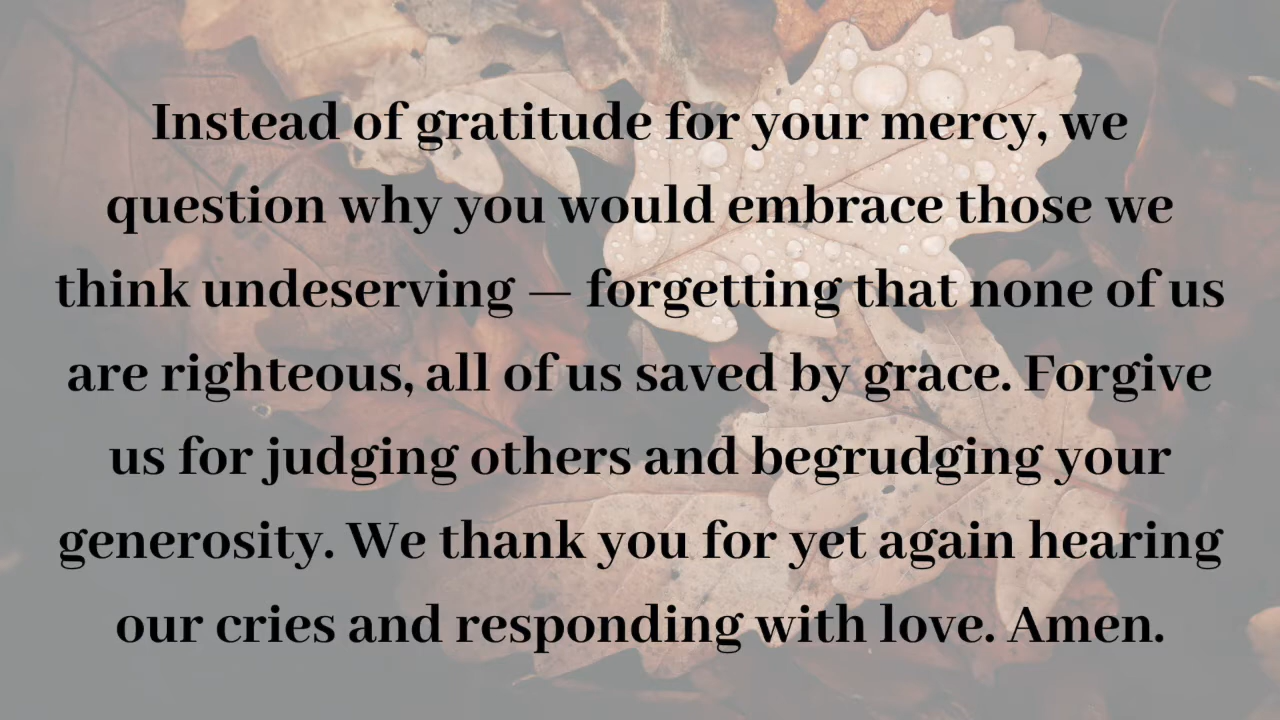 Instead of gratitude for your mercy, we
question why you would embrace those we
think undeserving — forgetting that none of us
are righteous, all of us saved by grace. Forgive
us for judging others and begrudging your
generosity. We thank you for yet again hearing
our cries and responding with love. Amen.